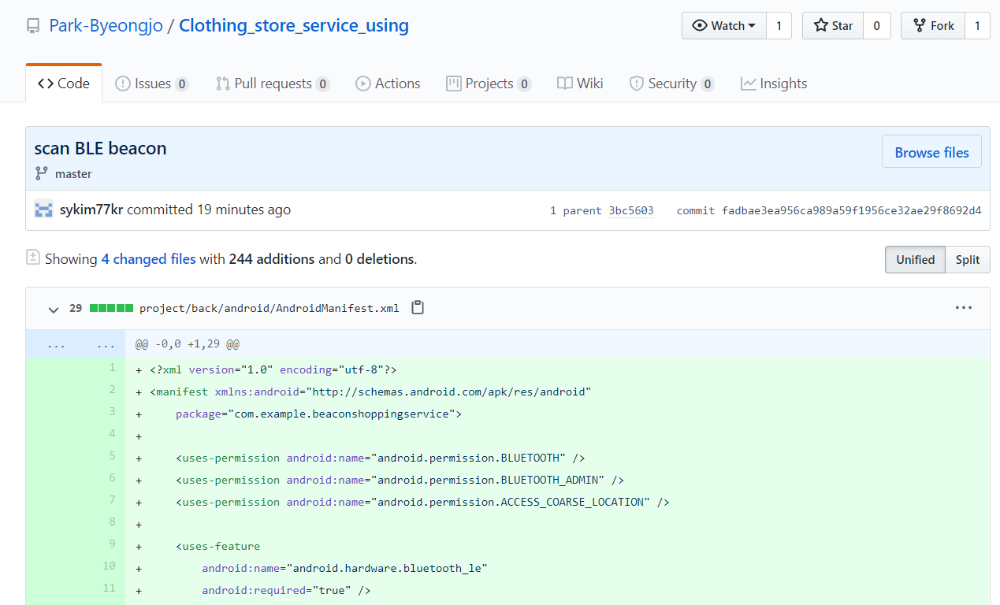 Park-Byeongjo / Clothing_store_service_using
Watch 1 Star 0 Fork 1
Code Issues 0 Pull requests 0 Actions Projects 0 Wiki Security 0 Insights
scan BLE beacon
Browse files
master
sykim77kr committed 19 minutes ago 1 parent 3bc5603 commit fadbae3ea956ca989a59f1956ce32ae29f8692d4
Showing 4 changed files with 244 additions and 0 deletions.
Unified Split
29 project/back/android/AndroidManifest.xml ...
... ... @@ -0,0 +1,29 @@
1 + <?xml version="1.0" encoding="utf-8"?>
2 + <manifest xmlns:android="http://schemas.android.com/apk/res/android"
3 + package="com.example.beaconshoppingservice">
4 +
5 + <uses-permission android:name="android.permission.BLUETOOTH" />
6 + <uses-permission android:name="android.permission.BLUETOOTH_ADMIN" />
7 + <uses-permission android:name="android.permission.ACCESS_COARSE_LOCATION" />
8 +
9 + <uses-feature
10 + android:name="android.hardware.bluetooth_le"
11 + android:required="true" />